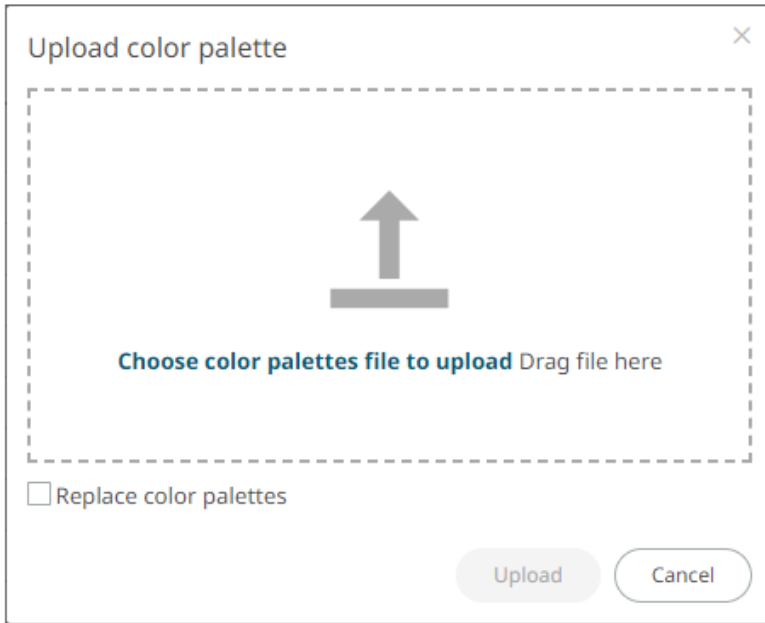 Upload color palette
Choose color palettes file to upload Drag file here
Replace color palettes
Upload Cancel